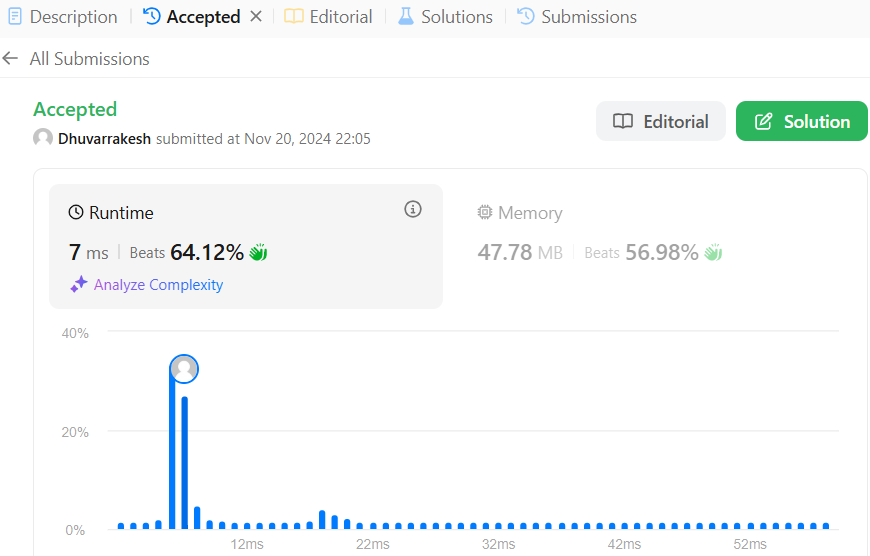 Description Accepted Editorial Solutions Submissions
All Submissions
Accepted
Dhuvarrakesh submitted at Nov 20, 2024 22:05
Editorial
Solution
Runtime
7 ms Beats 64.12%
Analyze Complexity
Memory
47.78 MB Beats 56.98%
40%
20%
0%
12ms 22ms 32ms 42ms 52ms